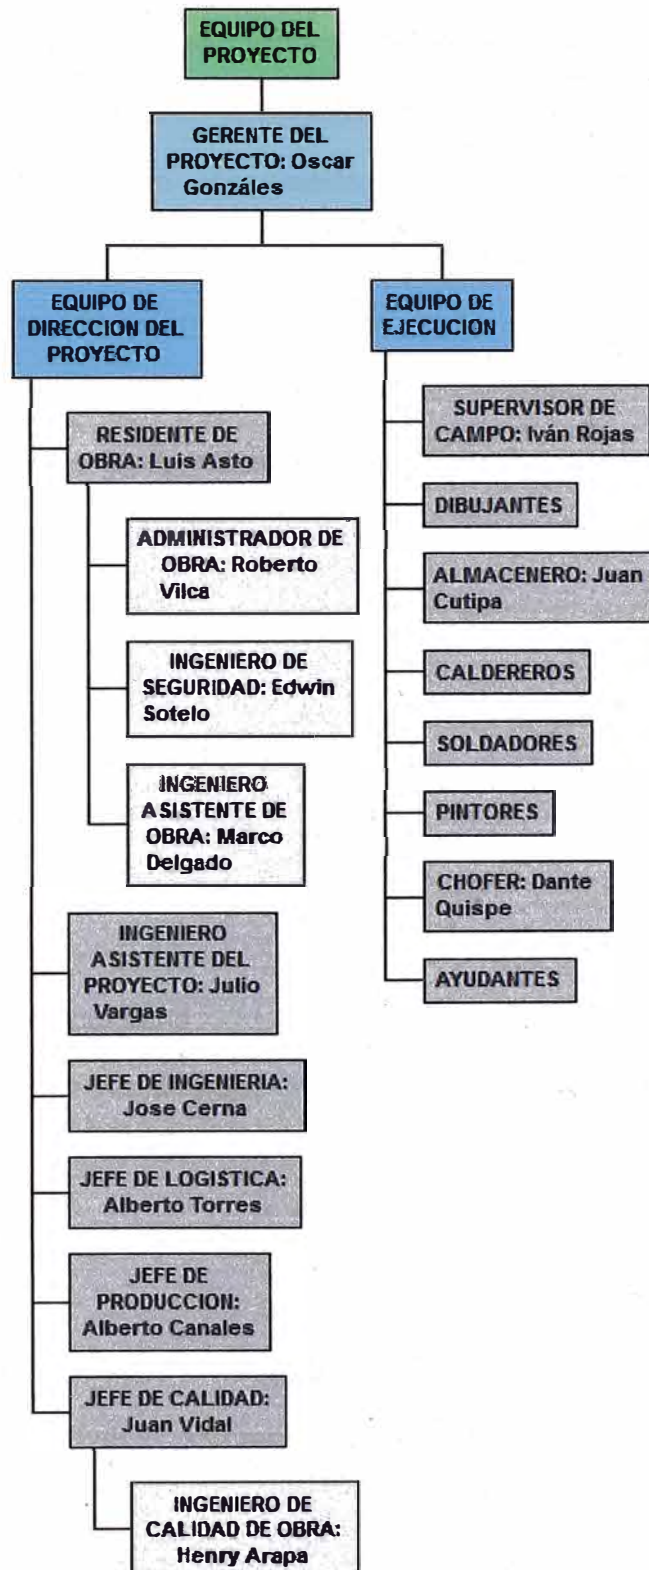 EQUIPO DEL
PROYECTO
GERENTE DEL
PROYECTO: Oscar
Gonzáles
EQUIPO DE
DIRECCION DEL
PROYECTO
RESIDENTE DE
OBRA: Luis Asto
ADMINISTRADOR DE
OBRA: Roberto
Vilca
INGENIERO DE
SEGURIDAD: Edwin
Sotelo
INGENIERO
ASISTENTE DE
OBRA: Marco
Delgado
INGENIERO
ASISTENTE DEL
PROYECTO: Julio
Vargas
JEFE DE INGENIERIA:
Jose Cerna
JEFE DE LOGISTICA:
Alberto Torres
JEFE DE
PRODUCCION:
Alberto Canales
JEFE DE CALIDAD:
Juan Vidal
INGENIERO DE
CALIDAD DE OBRA:
Henry Arapa
EQUIPO DE
EJECUCION
SUPERVISOR DE
CAMPO: Iván Rojas
DIBUJANTES
ALMACENERO: Juan
Cutipa
CALDEREROS
SOLDADORES
PINTORES
CHOFER: Dante
Quispe
AYUDANTES